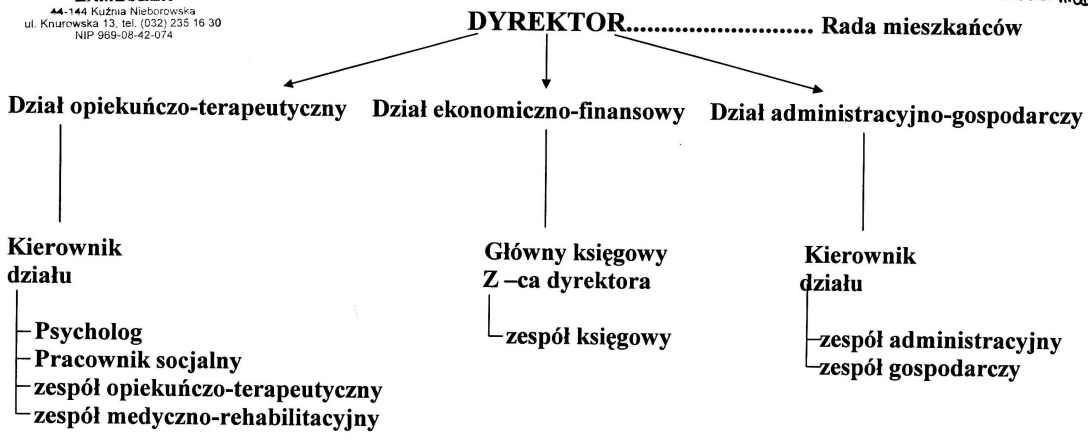 44-144 Kuźnia Nieborowska
ul. Knurowska 13, tel. (032) 235 16 30
NIP 969-08-42-074
DYREKTOR........................... Rada mieszkańców
Dział opiekuńczo-terapeutyczny
Dział ekonomiczno-finansowy
Dział administracyjno-gospodarczy
Kierownik
działu
Psycholog
Pracownik socjalny
zespół opiekuńczo-terapeutyczny
zespół medyczno-rehabilitacyjny
Główny księgowy
Z –ca dyrektora
zespół księgowy
Kierownik
działu
zespół administracyjny
zespół gospodarczy